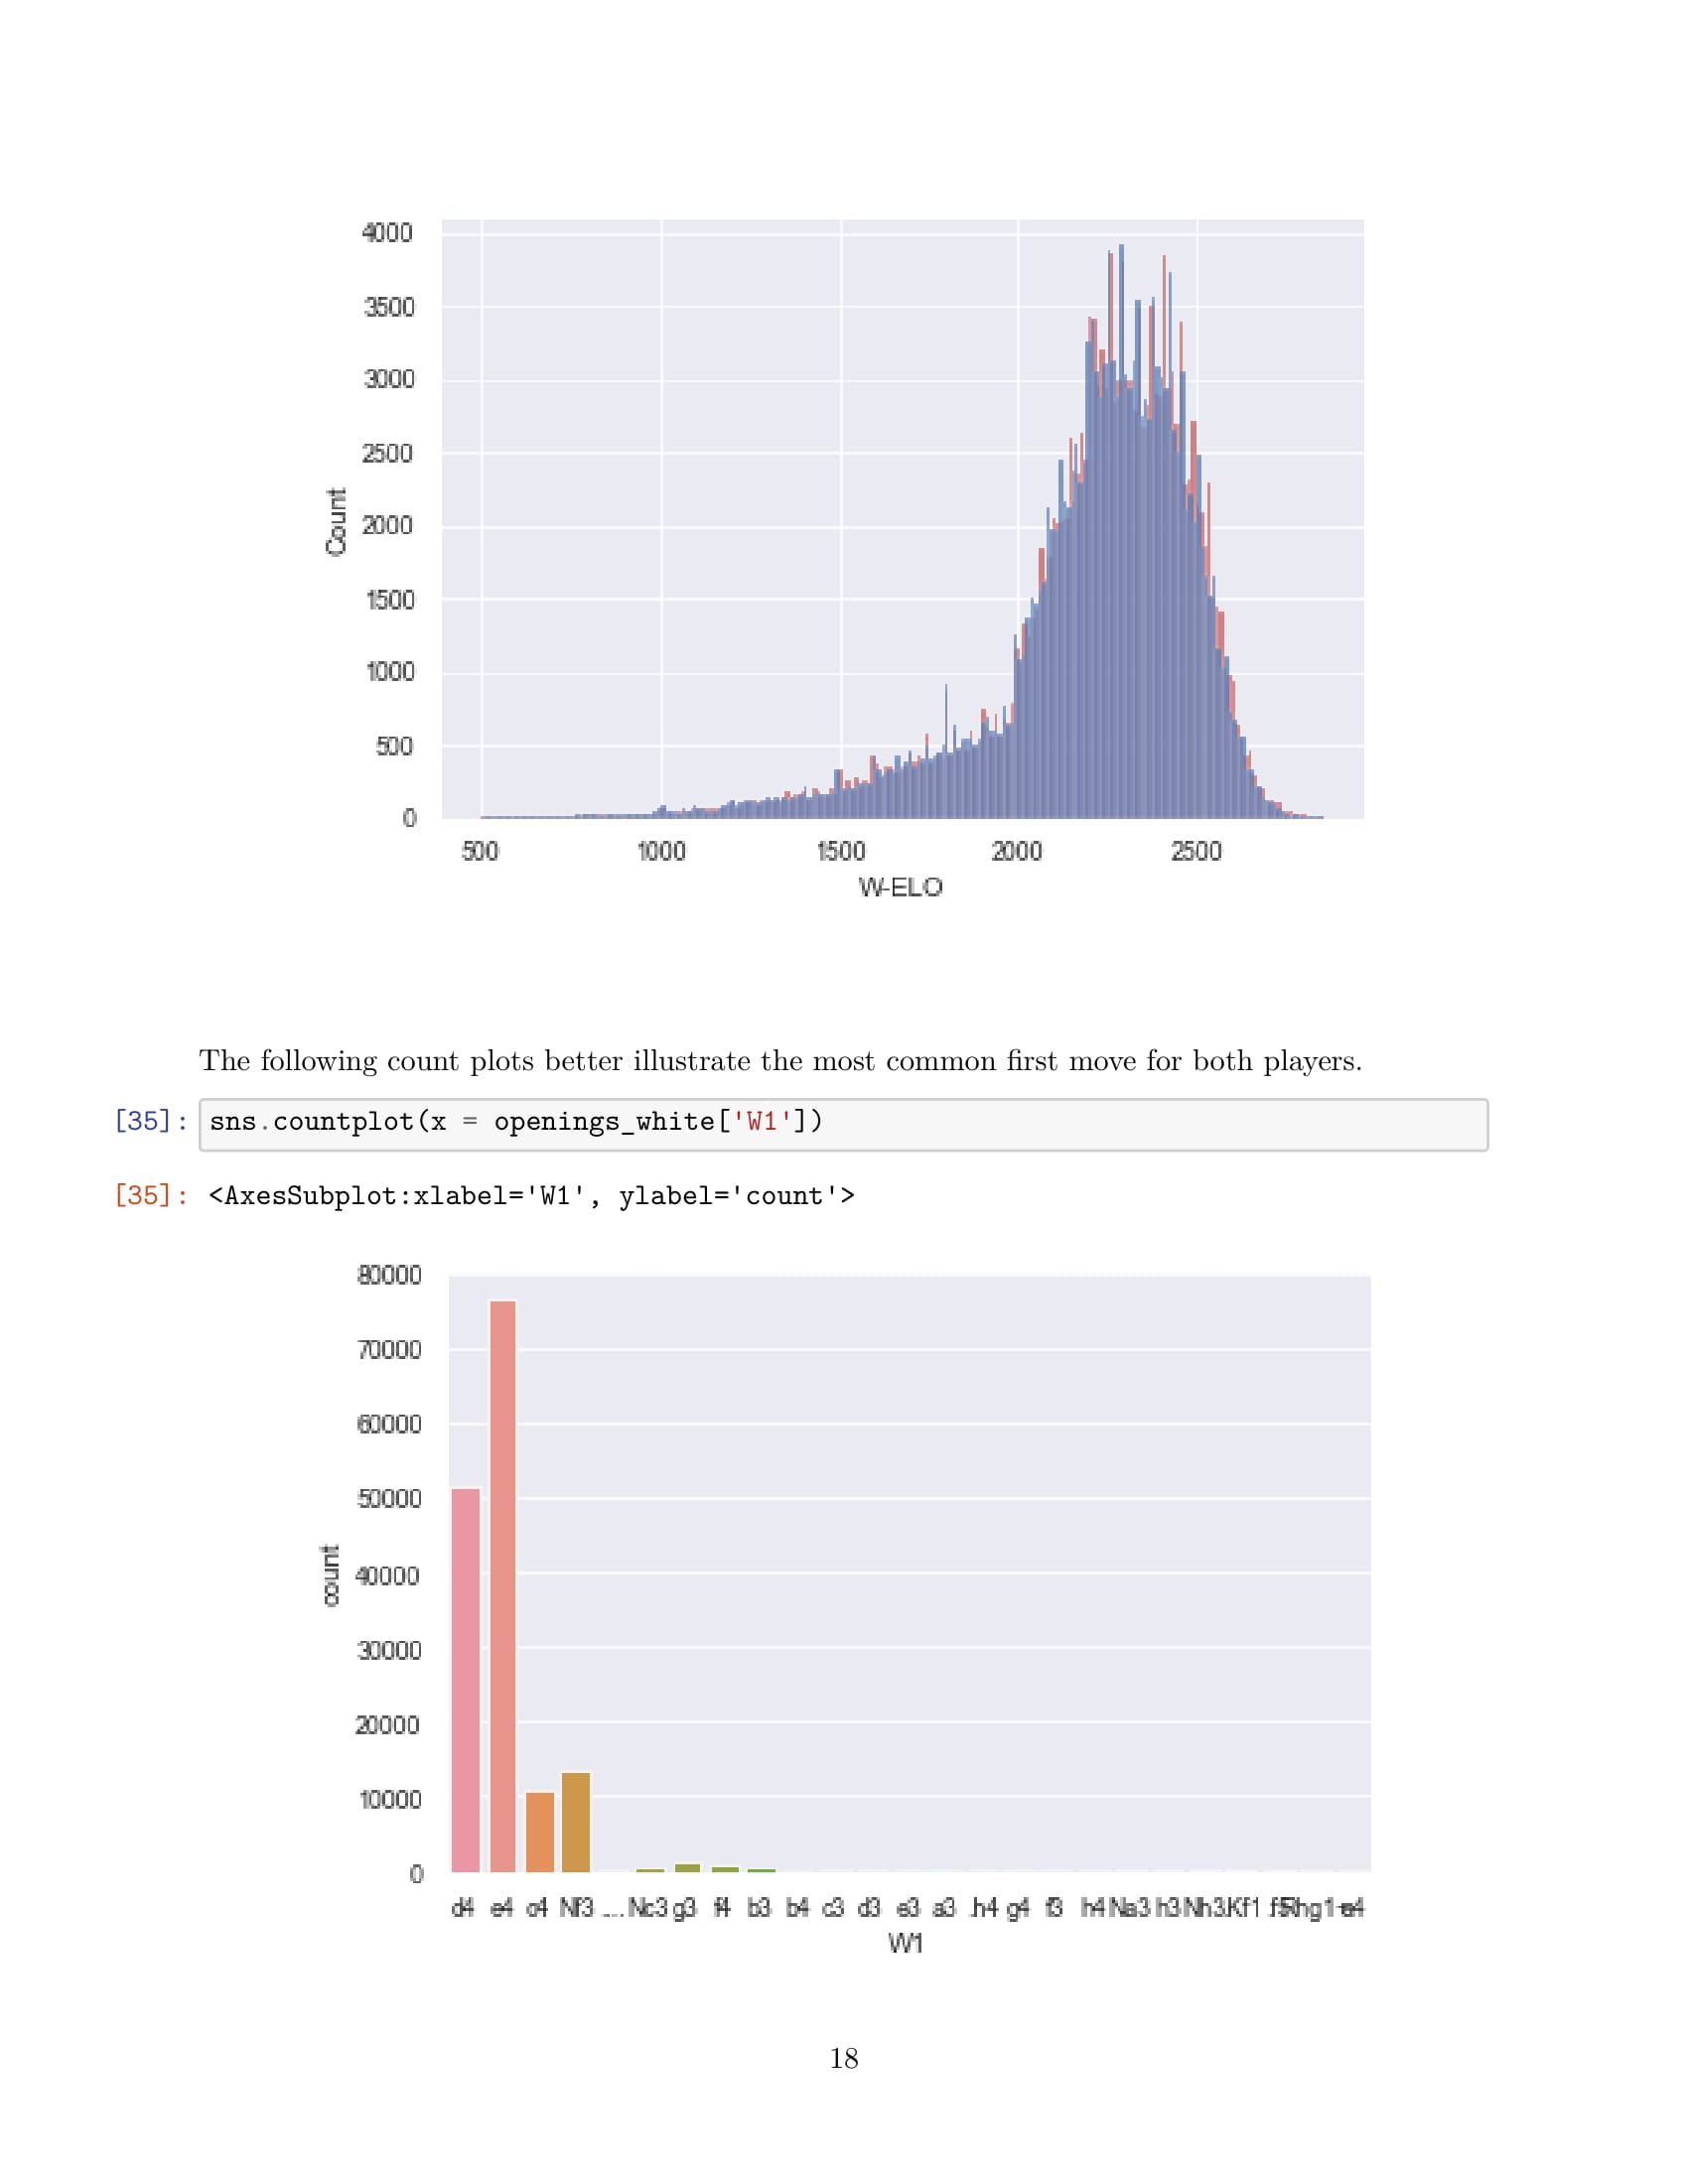 4000
3500
3000
2500
2000
1500
1000
500
0
Count
500 1000 1500 2000 2500
W-ELO
The following count plots better illustrate the most common first move for both players.
[35]: sns.countplot(x = openings_white['W1'])
[35]: <AxesSubplot:xlabel='W1', ylabel='count'>
80000
70000
60000
50000
40000
30000
20000
10000
0
count
d4 e4 c4 Nf3 .... Nc3 g3 f4 b3 b4 c3 d3 e3 a3 .h4 g4 f3 h4 Na3 h3 Nh3 .Kf1 a4
W1
18